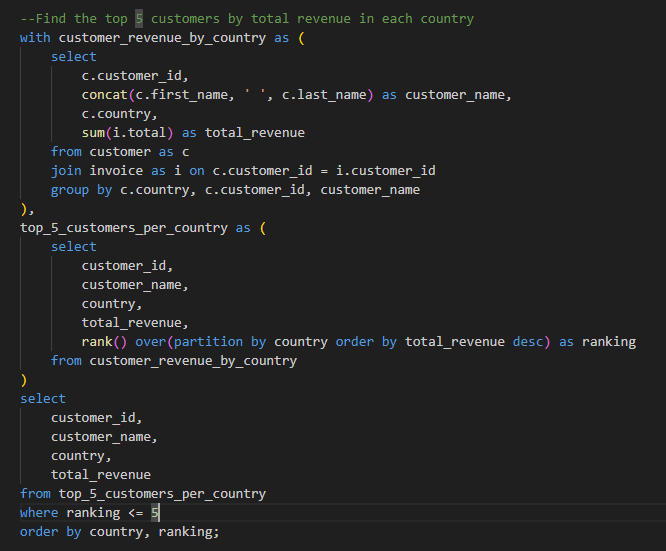 --Find the top 5 customers by total revenue in each country
with customer_revenue_by_country as (
    select
        c.customer_id,
        concat(c.first_name, ' ', c.last_name) as customer_name,
        c.country,
        sum(i.total) as total_revenue
    from customer as c
    join invoice as i on c.customer_id = i.customer_id
    group by c.country, c.customer_id, customer_name
),
top_5_customers_per_country as (
    select
        customer_id,
        customer_name,
        country,
        total_revenue,
        rank() over(partition by country order by total_revenue desc) as ranking
    from customer_revenue_by_country
)
select
    customer_id,
    customer_name,
    country,
    total_revenue
from top_5_customers_per_country
where ranking <= 5
order by country, ranking;